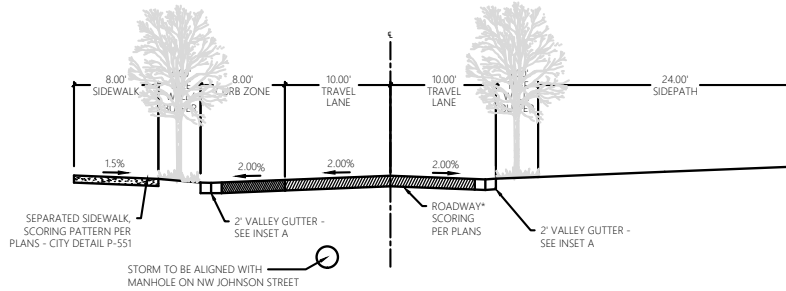 ℄
8.00'
SIDEWALK
8.00'
CURB ZONE
10.00'
TRAVEL
LANE
10.00'
TRAVEL
LANE
24.00'
SIDEPATH
1.5%
2.00%
2.00%
2.00%
SEPARATED SIDEWALK,
SCORING PATTERN PER
PLANS - CITY DETAIL P-551
2' VALLEY GUTTER -
SEE INSET A
ROADWAY*
SCORING
PER PLANS
2' VALLEY GUTTER -
SEE INSET A
STORM TO BE ALIGNED WITH
MANHOLE ON NW JOHNSON STREET